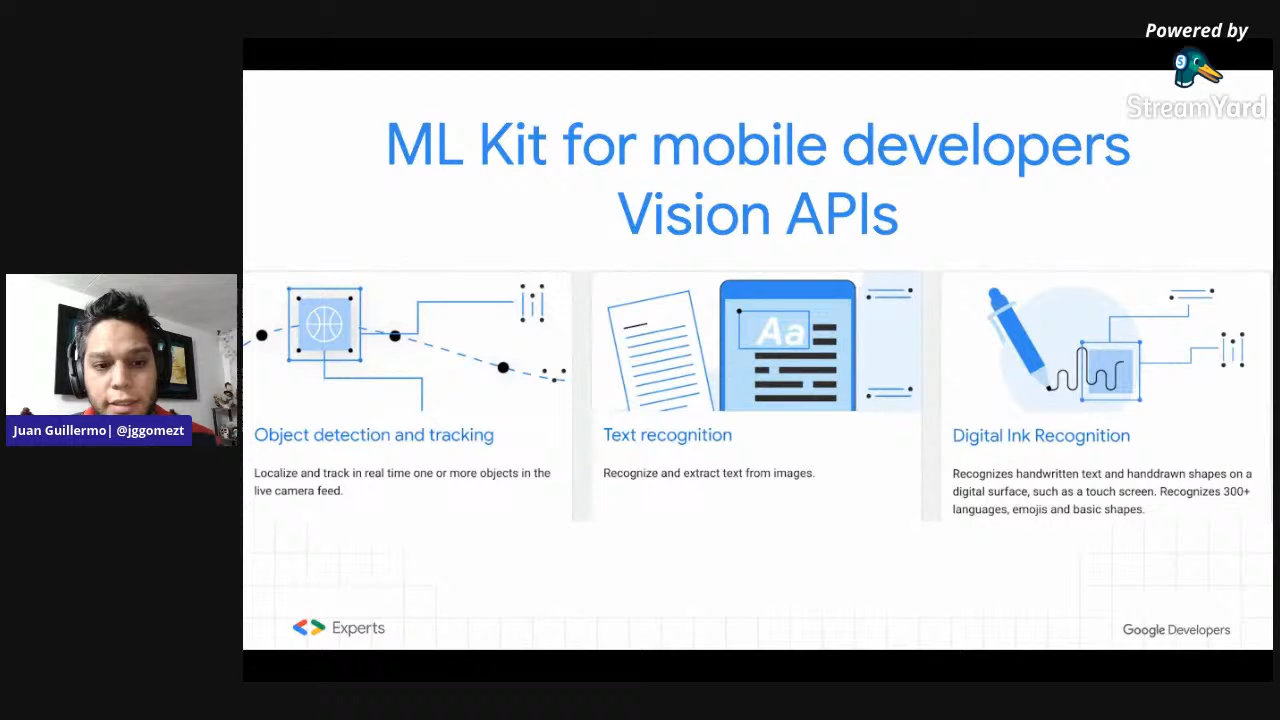 Powered by
StreamYard
ML Kit for mobile developers
Vision APIs
Aa
Object detection and tracking
Localize and track in real time one or more objects in the
live camera feed.
Text recognition
Recognize and extract text from images.
Digital Ink Recognition
Recognizes handwritten text and handdrawn shapes on a
digital surface, such as a touch screen. Recognizes 300+
languages, emojis and basic shapes.
Juan Guillermo| @jggomezt
Experts
Google Developers